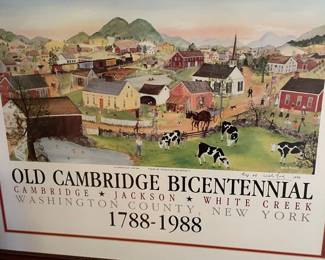 OLD CAMBRIDGE BICENTENNIAL
CAMBRIDGE ★ JACKSON ★ WHITE CREEK
WASHINGTON COUNTY, NEW YORK
1788-1988